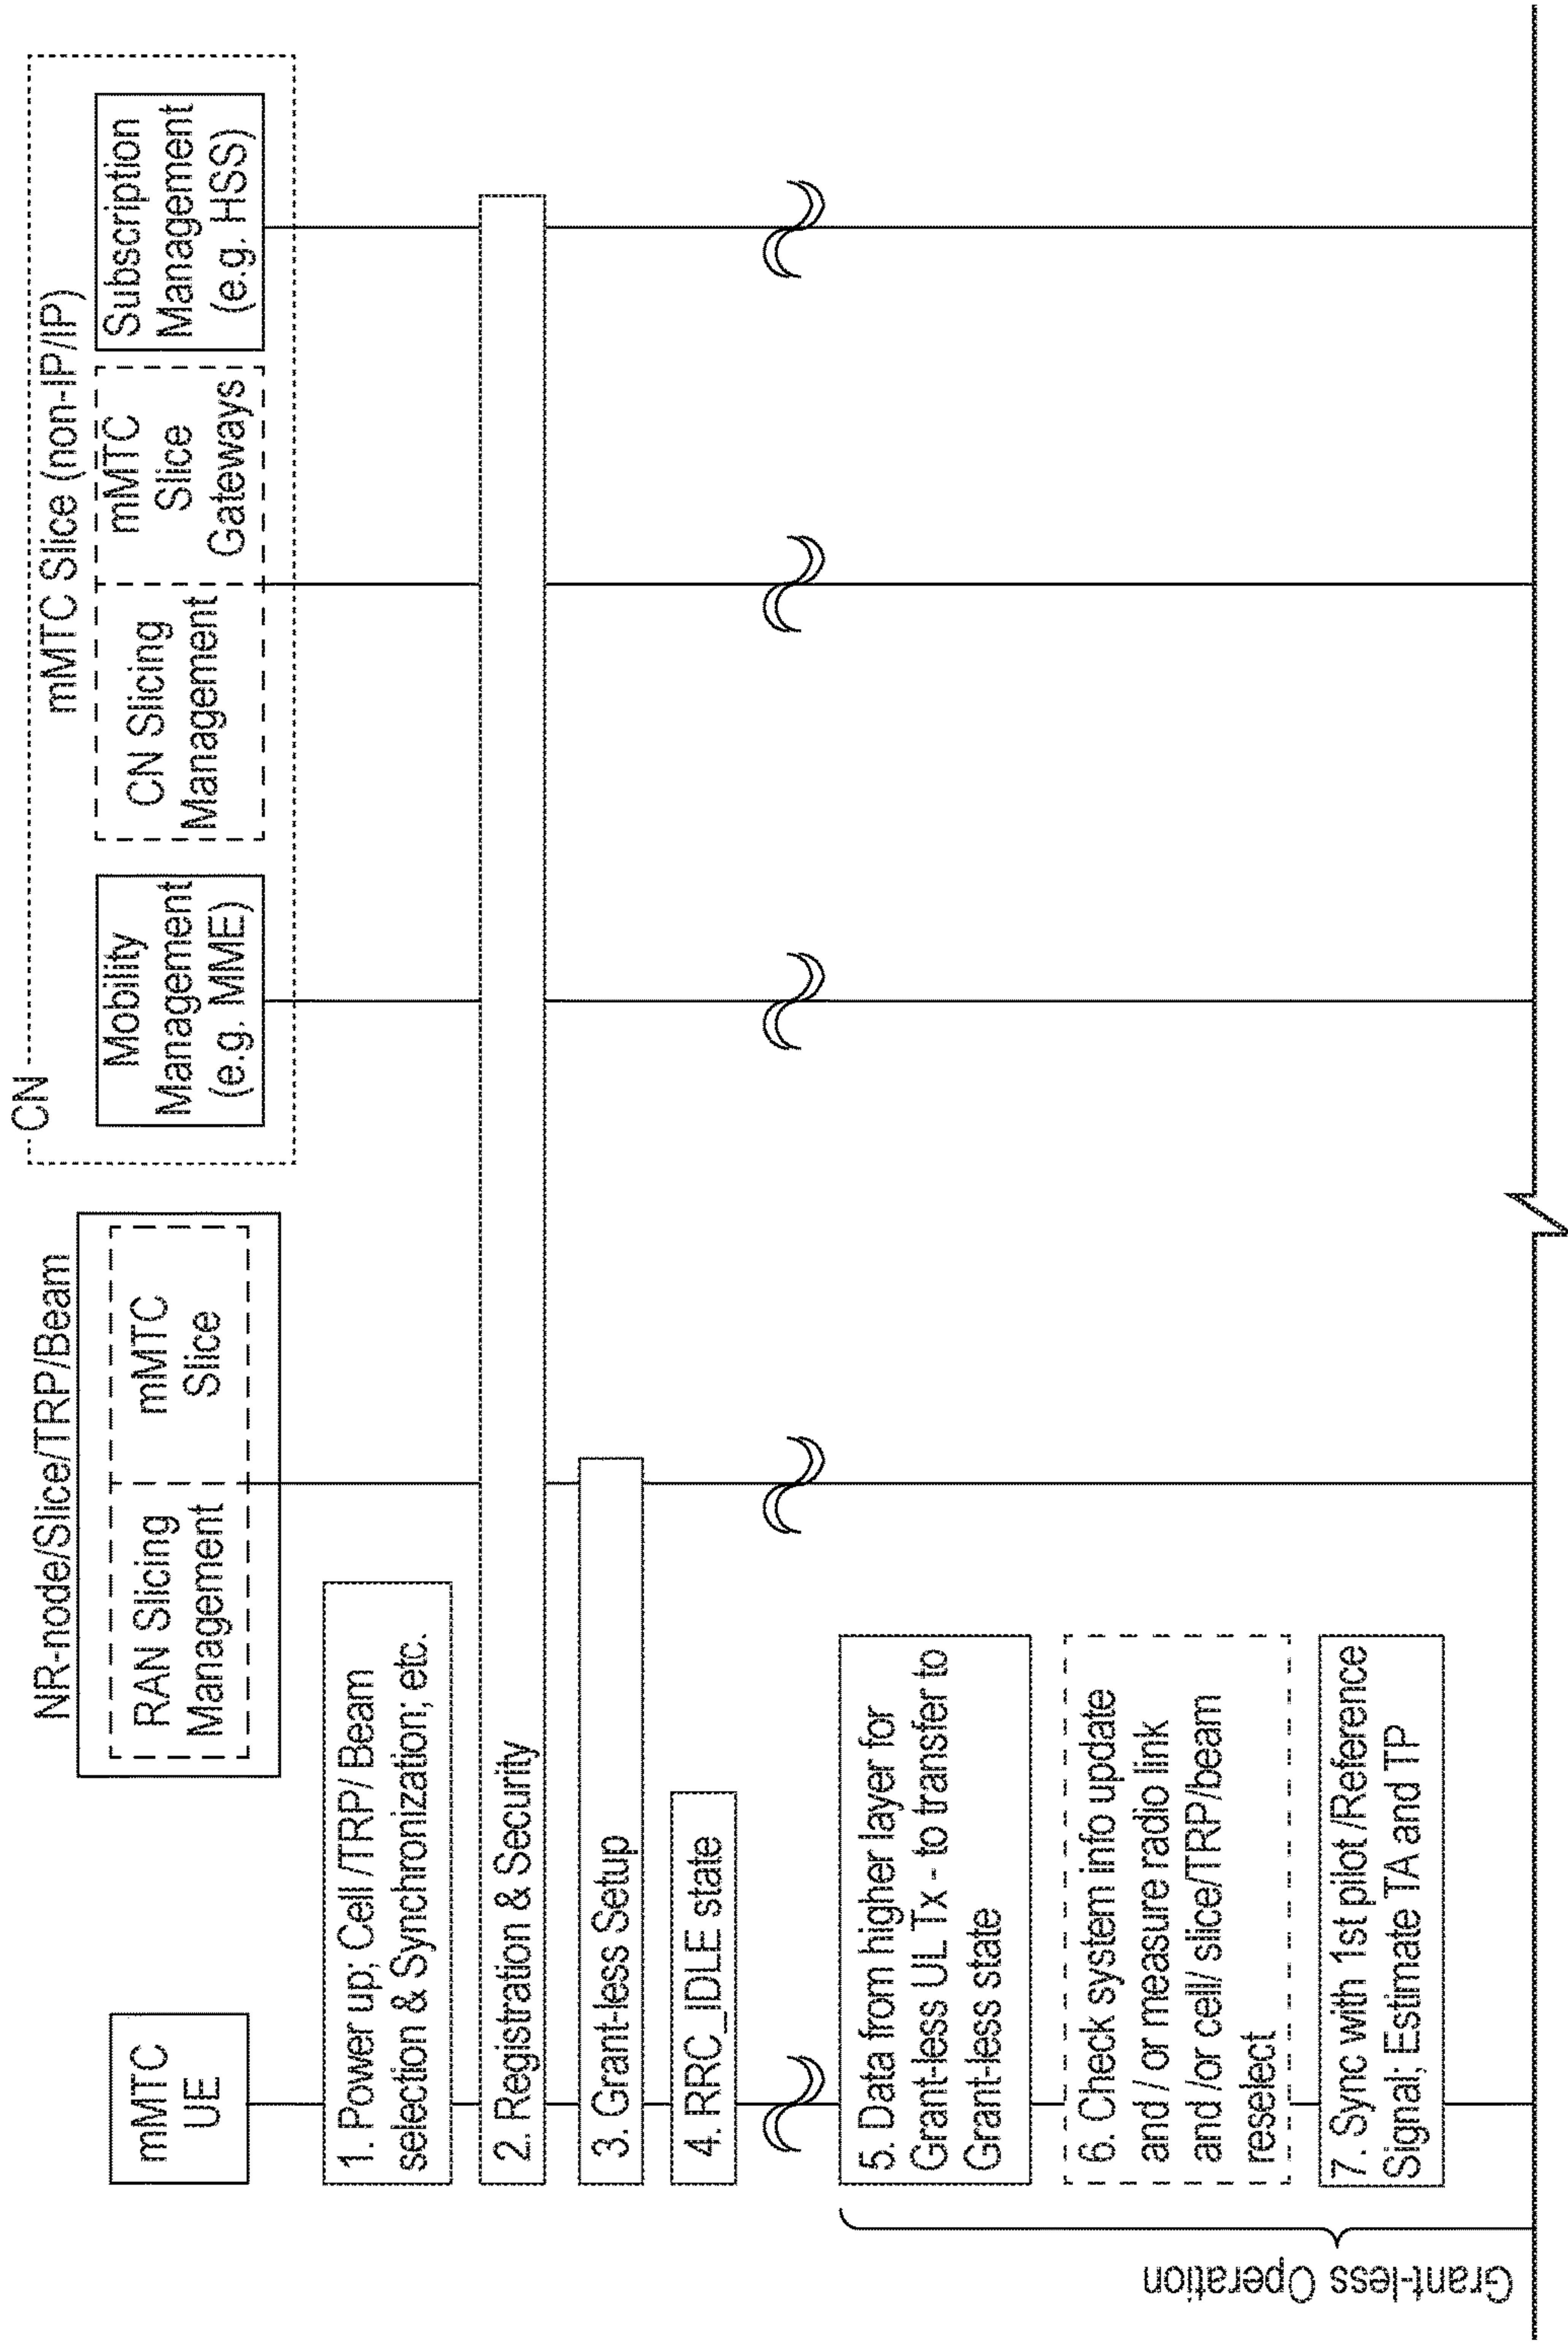 CN
NR-node/Slice/TRP/Beam
mMTC Slice (non-IP/IP)
mMTC
UE
RAN Slicing
Management
mMTC
Slice
Mobility
Management
(e.g. MME)
CN Slicing
Management
mMTC
Slice
Gateways
Subscription
Management
(e.g. HSS)
1. Power up; Cell /TRP/ Beam
selection & Synchronization; etc.
2. Registration & Security
3. Grant-less Setup
4. RRC_IDLE state
5. Data from higher layer for
Grant-less UL Tx - to transfer to
Grant-less state
6. Check system info update
and / or measure radio link
and /or cell/ slice/TRP/beam
reselect
7. Sync with 1st pilot /Reference
Signal; Estimate TA and TP
Grant-less Operation